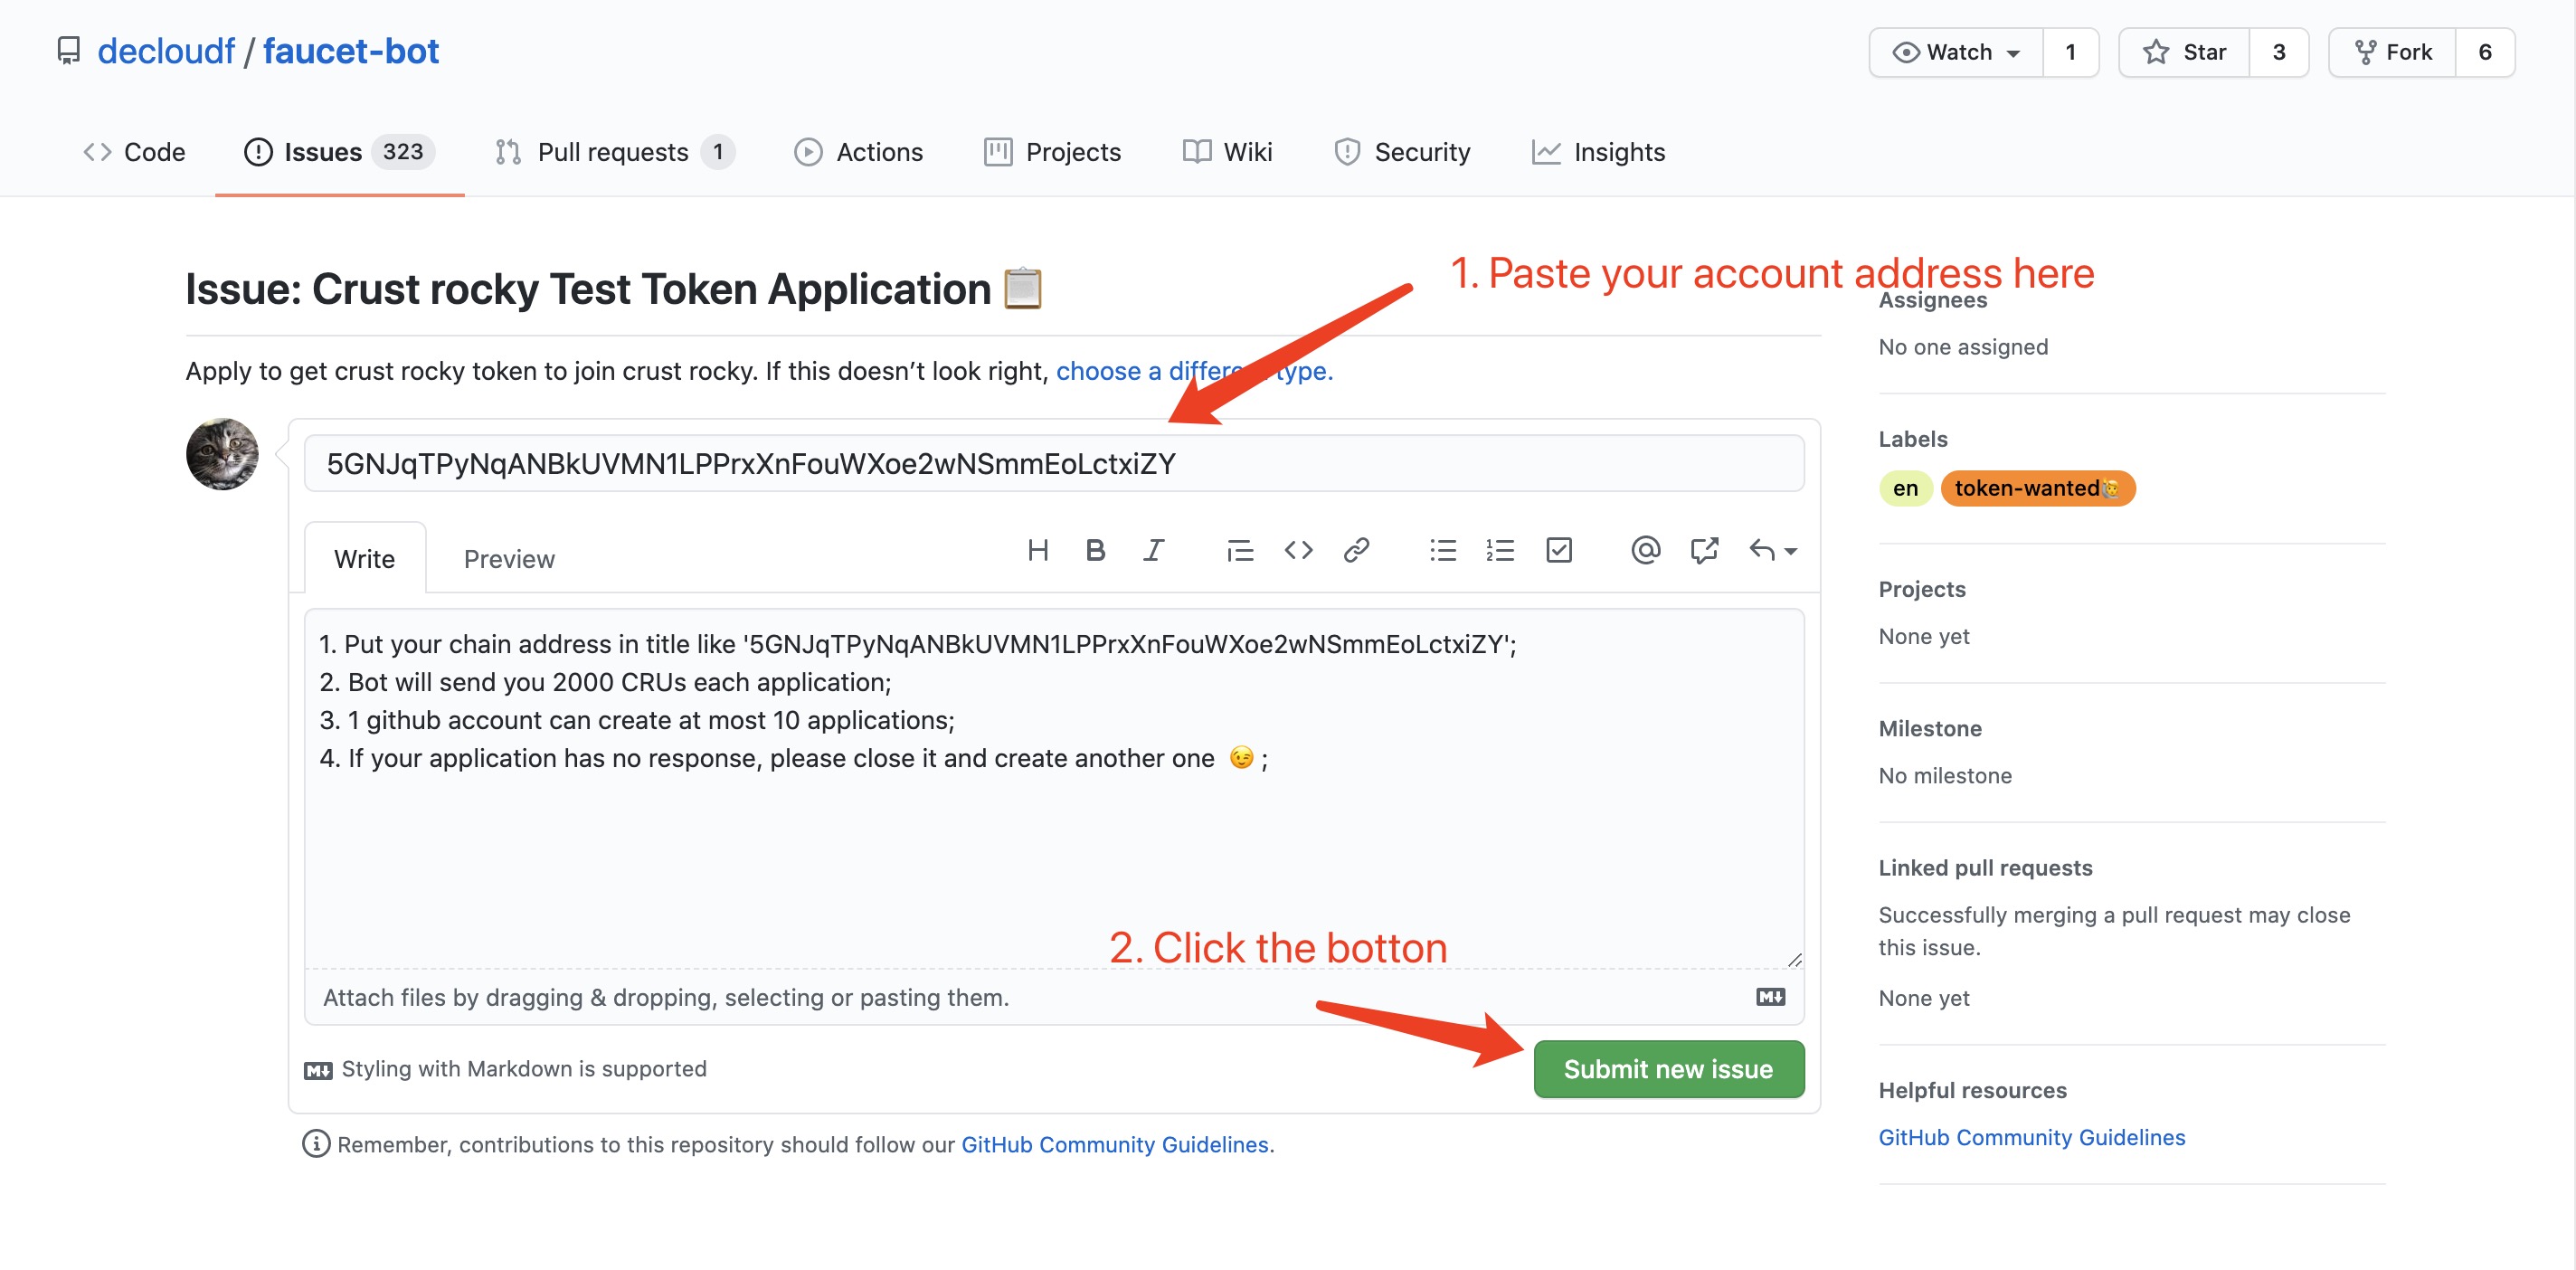 decloudf / faucet-bot
Watch 1 Star 3 Fork 6
Code Issues 323 Pull requests 1 Actions Projects Wiki Security Insights
1. Paste your account address here
Issue: Crust rocky Test Token Application 📋
Apply to get crust rocky token to join crust rocky. If this doesn’t look right, choose a different type.
5GNJqTPyNqANBkUVMN1LPPrxXnFouWXoe2wNSmmEoLctxiZY
Write Preview
1. Put your chain address in title like '5GNJqTPyNqANBkUVMN1LPPrxXnFouWXoe2wNSmmEoLctxiZY';
2. Bot will send you 2000 CRUs each application;
3. 1 github account can create at most 10 applications;
4. If your application has no response, please close it and create another one 😉 ;
2. Click the botton
Attach files by dragging & dropping, selecting or pasting them.
Styling with Markdown is supported
Submit new issue
Remember, contributions to this repository should follow our GitHub Community Guidelines.
Assignees
No one assigned
Labels
en token-wanted🙋
Projects
None yet
Milestone
No milestone
Linked pull requests
Successfully merging a pull request may close
this issue.
None yet
Helpful resources
GitHub Community Guidelines